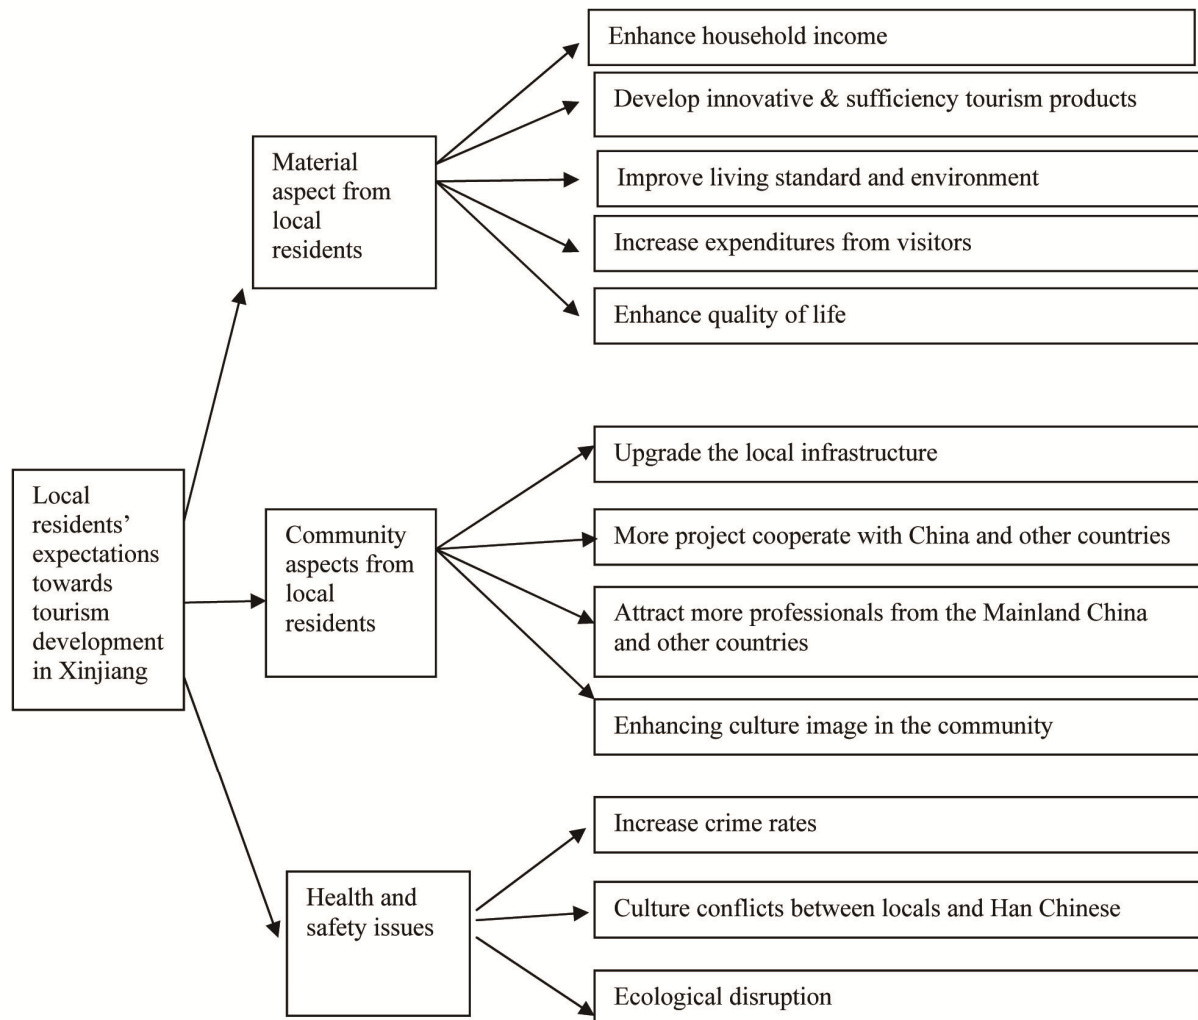 Local
residents’
expectations
towards
tourism
development
in Xinjiang
Material
aspect from
local
residents
Enhance household income
Develop innovative & sufficiency tourism products
Improve living standard and environment
Increase expenditures from visitors
Enhance quality of life
Community
aspects from
local
residents
Upgrade the local infrastructure
More project cooperate with China and other countries
Attract more professionals from the Mainland China
and other countries
Enhancing culture image in the community
Health and
safety issues
Increase crime rates
Culture conflicts between locals and Han Chinese
Ecological disruption